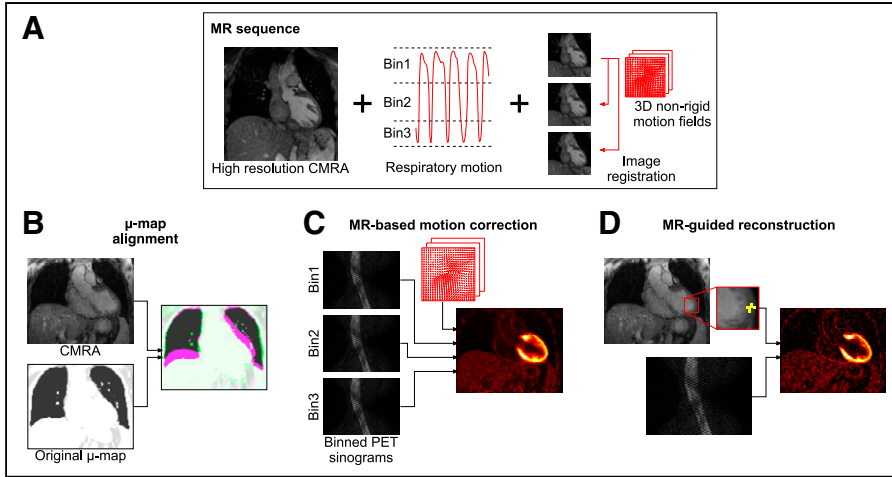 A
MR sequence
Bin1
Bin2
Bin3
High resolution CMRA
Respiratory motion
3D non-rigid
motion fields
Image
registration
B
µ-map
alignment
CMRA
Original µ-map
C
MR-based motion correction
Bin1
Bin2
Bin3
Binned PET
sinograms
D
MR-guided reconstruction